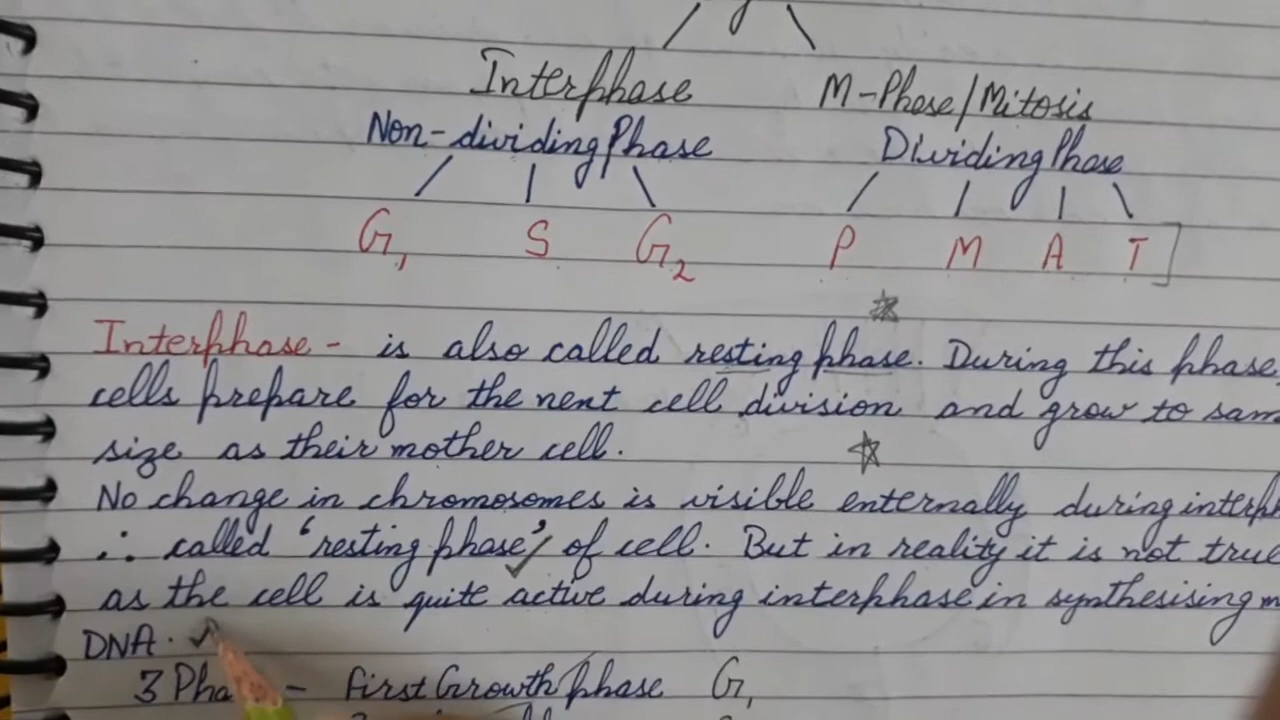 Interphase M-Phase/Mitosis
Non-dividing Phase Dividing Phase
G1 S G2 P M A T ]
Interphase - is also called resting phase. During this phase
cells prepare for the next cell division and grow to sam
size as their mother cell.
No change in chromosomes is visible externally during interph
∴ called 'resting phase' of cell. But in reality it is not true
as the cell is quite active during interphase in synthesising m
DNA.
3 Pha - First Growth phase G1